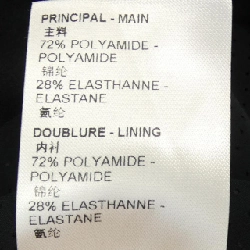 PRINCIPAL - MAIN
主料
72% POLYAMIDE -
POLYAMIDE
锦纶
28% ELASTHANNE -
ELASTANE
氨纶
DOUBLURE - LINING
内衬
72% POLYAMIDE -
POLYAMIDE
锦纶
28% ELASTHANNE -
ELASTANE
氨纶